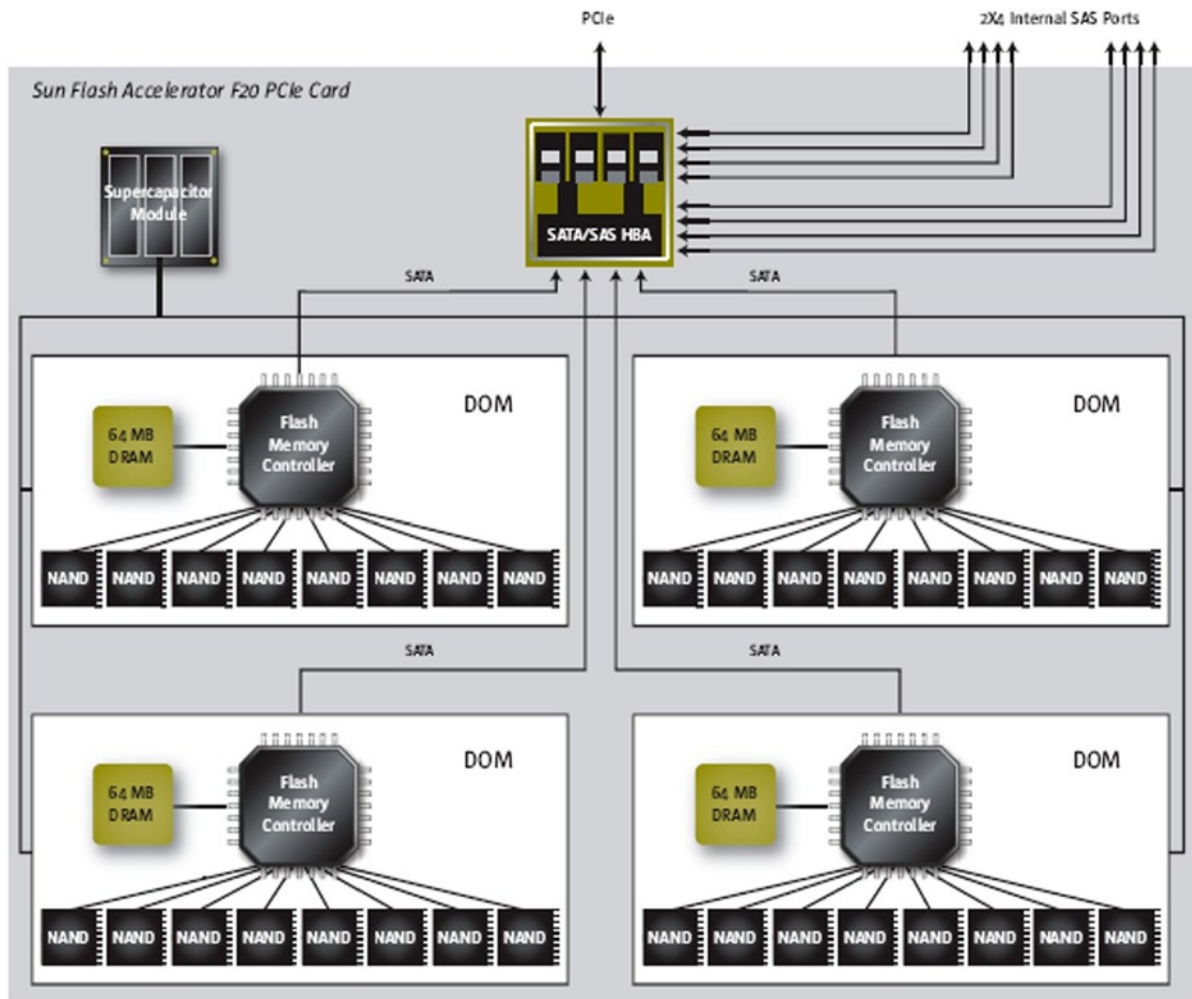 PCIe
2X4 Internal SAS Ports
Sun Flash Accelerator F20 PCIe Card
Supercapacitor
Module
SATA/SAS HBA
SATA
SATA
DOM
64 MB
DRAM
Flash
Memory
Controller
NAND NAND NAND NAND NAND NAND NAND NAND
DOM
64 MB
DRAM
Flash
Memory
Controller
NAND NAND NAND NAND NAND NAND NAND NAND
SATA
SATA
DOM
64 MB
DRAM
Flash
Memory
Controller
NAND NAND NAND NAND NAND NAND NAND NAND
DOM
64 MB
DRAM
Flash
Memory
Controller
NAND NAND NAND NAND NAND NAND NAND NAND